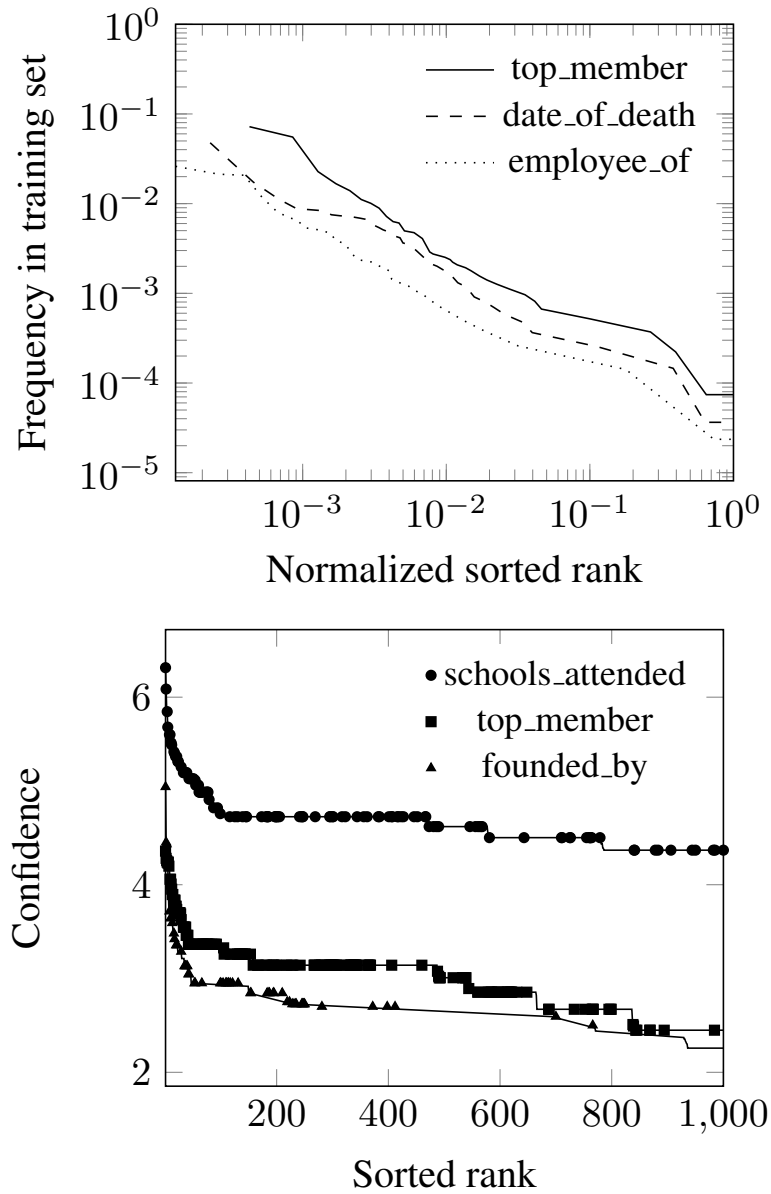 10^0
10^−1
10^−2
10^−3
10^−4
10^−5
Frequency in training set
top_member
date_of_death
employee_of
10^−3
10^−2
10^−1
10^0
Normalized sorted rank
6
4
2
Confidence
schools_attended
top_member
founded_by
200
400
600
800
1,000
Sorted rank